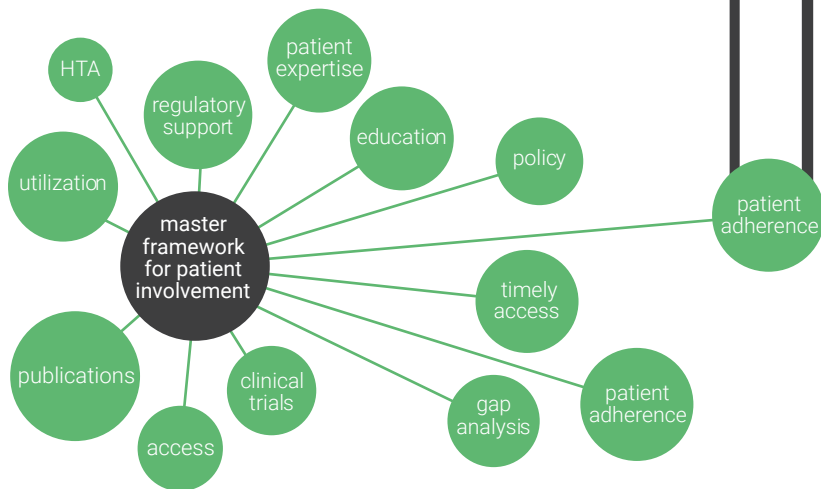 patient
expertise
HTA
regulatory
support
education
policy
utilization
patient
adherence
master
framework
for patient
involvement
timely
access
publications
clinical
trials
patient
adherence
gap
analysis
access